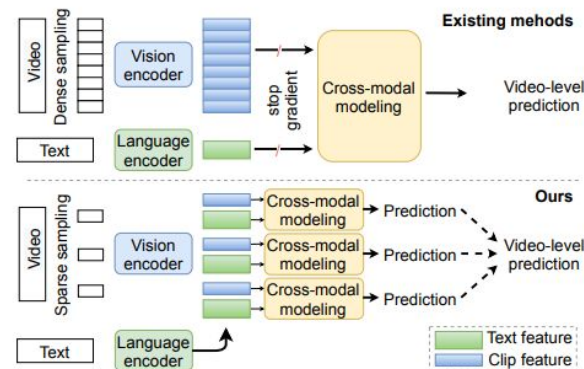 Existing mehods
Video
Dense sampling
Vision
encoder
stop
gradient
Cross-modal
modeling
Video-level
prediction
Text
Language
encoder
Ours
Video
Sparse sampling
Vision
encoder
Cross-modal
modeling
Prediction
Cross-modal
modeling
Prediction
Cross-modal
modeling
Prediction
Video-level
prediction
Text
Language
encoder
Text feature
Clip feature